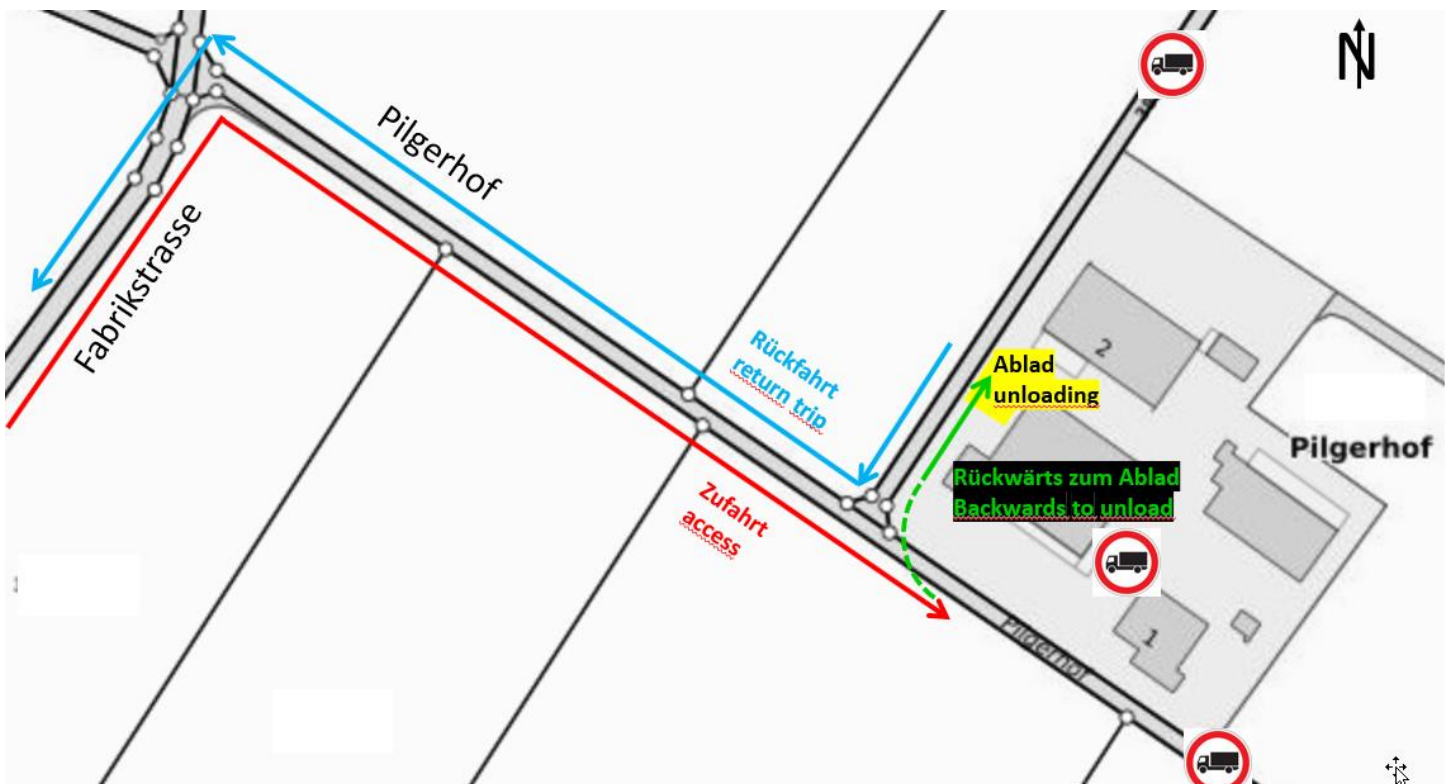 N
Pilgerhof
Fabrikstrasse
Rückfahrt
return trip
Zufahrt
access
2
Ablad
unloading
Pilgerhof
Rückwärts zum Ablad
Backwards to unload
1
Pilgerhof